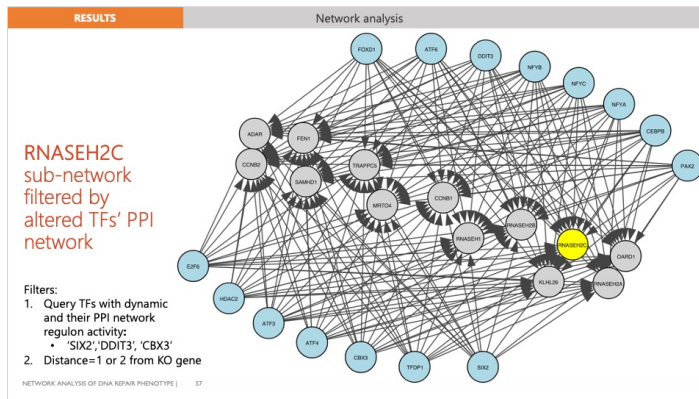 RESULTS
Network analysis
FOXD1
ATF6
DDIT3
NFYB
NFYC
NFYA
CEBPB
PAX2
ADAR
FEN1
CCNB2
SAMHD1
TRAPPC5
MRTO4
CCNB1
RNASEH1
RNASEH2B
RNASEH2C
OARD1
KLHL26
RNASEH2A
E2F6
HDAC2
ATF3
ATF4
CBX3
TFDP1
SIX2
RNASEH2C
sub-network
filtered by
altered TFs' PPI
network
Filters:
1. Query TFs with dynamic
and their PPI network
regulon activity:
• 'SIX2','DDIT3', 'CBX3'
2. Distance=1 or 2 from KO gene
NETWORK ANALYSIS OF DNA REPAIR PHENOTYPE | 57